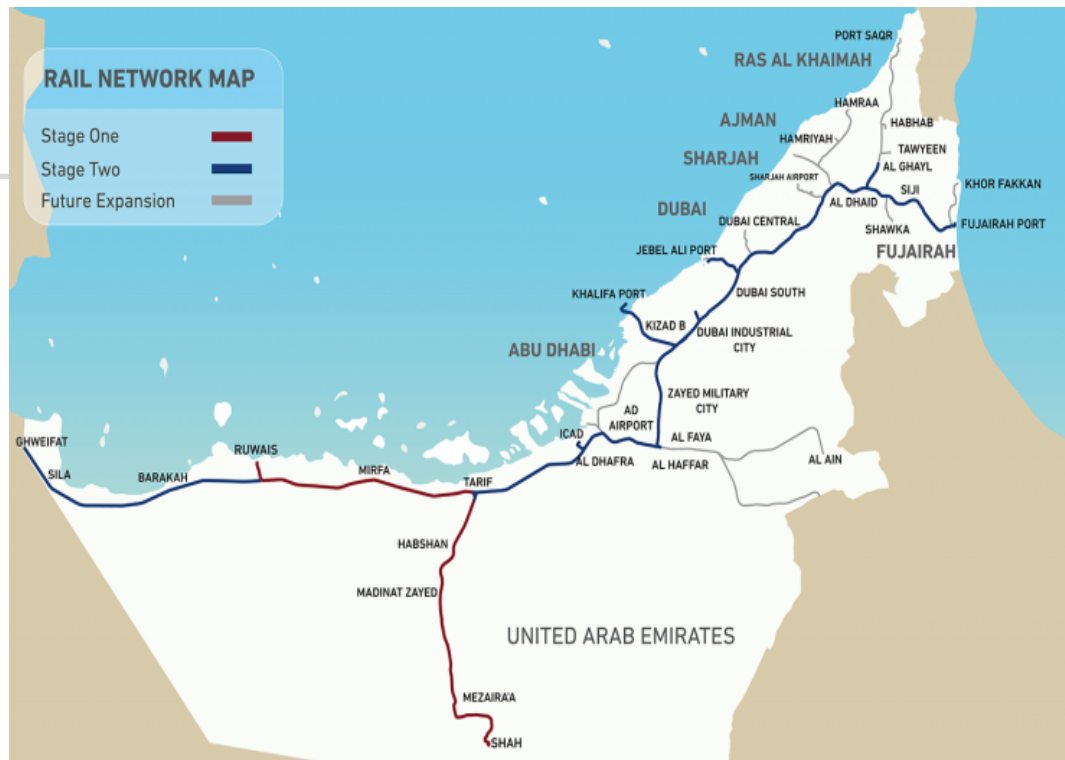 RAIL NETWORK MAP
Stage One
Stage Two
Future Expansion
PORT SAQR
RAS AL KHAIMAH
HAMRAA
AJMAN
HABHAB
HAMRIYAH
TAWYEEN
SHARJAH
AL GHAYL
SHARJAH AIRPORT
SIJI
KHOR FAKKAN
AL DHAID
DUBAI
DUBAI CENTRAL
SHAWKA
FUJAIRAH PORT
JEBEL ALI PORT
FUJAIRAH
DUBAI SOUTH
KHALIFA PORT
KIZAD B
DUBAI INDUSTRIAL
CITY
ABU DHABI
ZAYED MILITARY
CITY
AD
AIRPORT
ICAD
AL FAYA
GHWEIFAT
RUWAIS
AL DHAFRA
AL HAFFAR
AL AIN
SILA
BARAKAH
MIRFA
TARIF
HABSHAN
MADINAT ZAYED
UNITED ARAB EMIRATES
MEZAIRA'A
SHAH